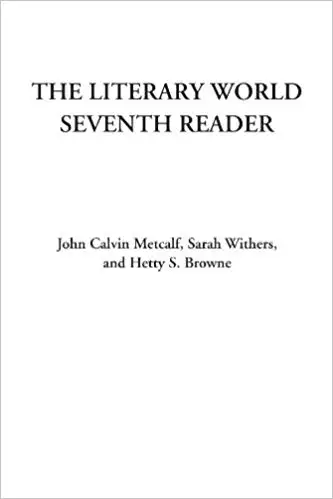 THE LITERARY WORLD
SEVENTH READER
John Calvin Metcalf, Sarah Withers,
and Hetty S. Browne